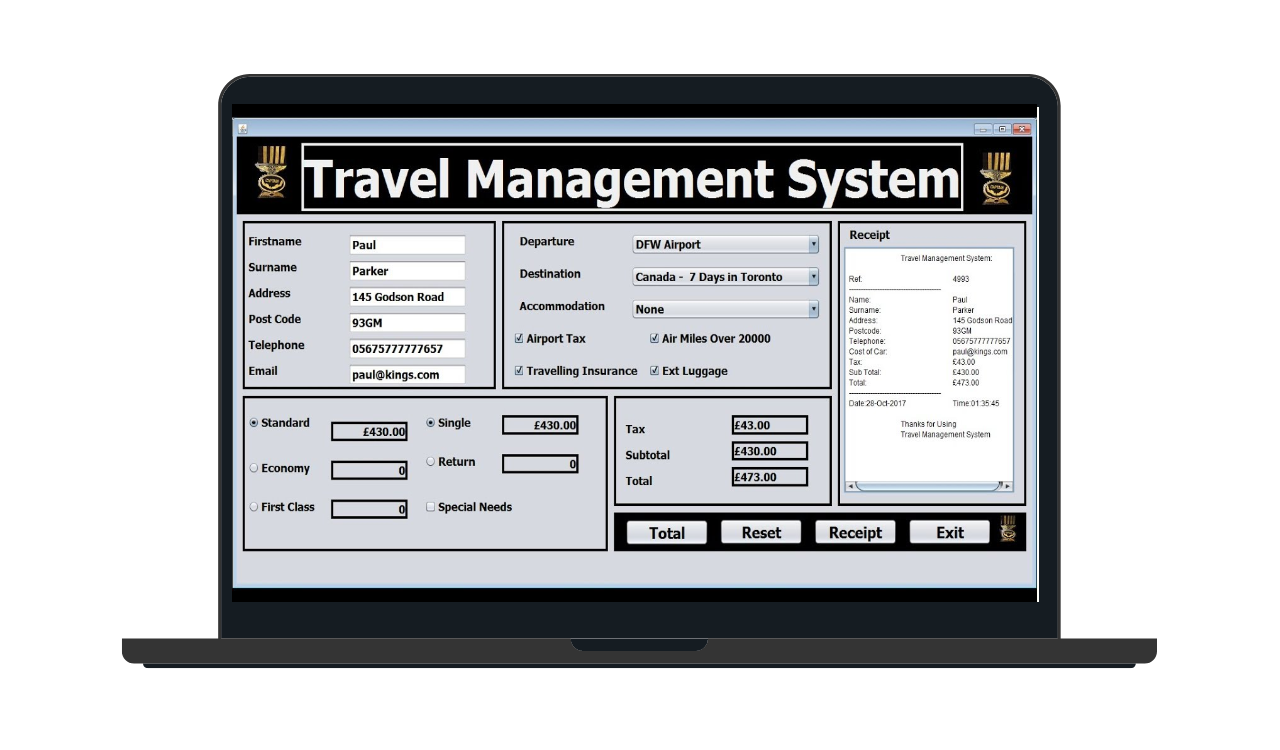 Travel Management System
Firstname Paul
Surname Parker
Address 145 Godson Road
Post Code 93GM
Telephone 05675777777657
Email paul@kings.com
Departure DFW Airport
Destination Canada - 7 Days in Toronto
Accommodation None
Airport Tax Air Miles Over 20000
Travelling Insurance Ext Luggage
Receipt
Travel Management System:
Ref: 4993
Name: Paul
Surname: Parker
Address: 145 Godson Road
Postcode: 93GM
Telephone: 05675777777657
Cost of Car: paul@kings.com
Tax: £43.00
Sub Total: £430.00
Total: £473.00
Date:28-Oct-2017 Time:01:35:45
Thanks for Using
Travel Management System
Standard £430.00 Single £430.00
Economy 0 Return 0
First Class 0 Special Needs
Tax £43.00
Subtotal £430.00
Total £473.00
Total Reset Receipt Exit